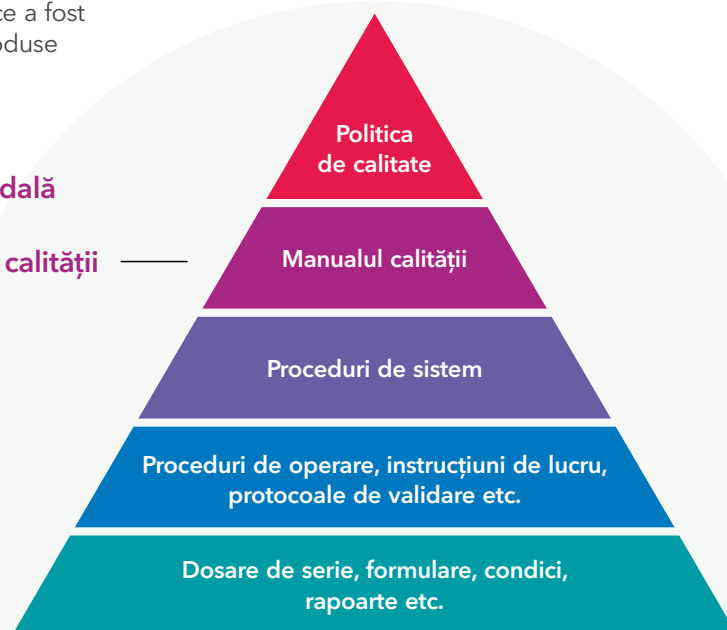 ce a fost
oduse
Politica
de calitate
dală
calității
Manualul calității
Proceduri de sistem
Proceduri de operare, instrucțiuni de lucru,
protocoale de validare etc.
Dosare de serie, formulare, condici,
rapoarte etc.